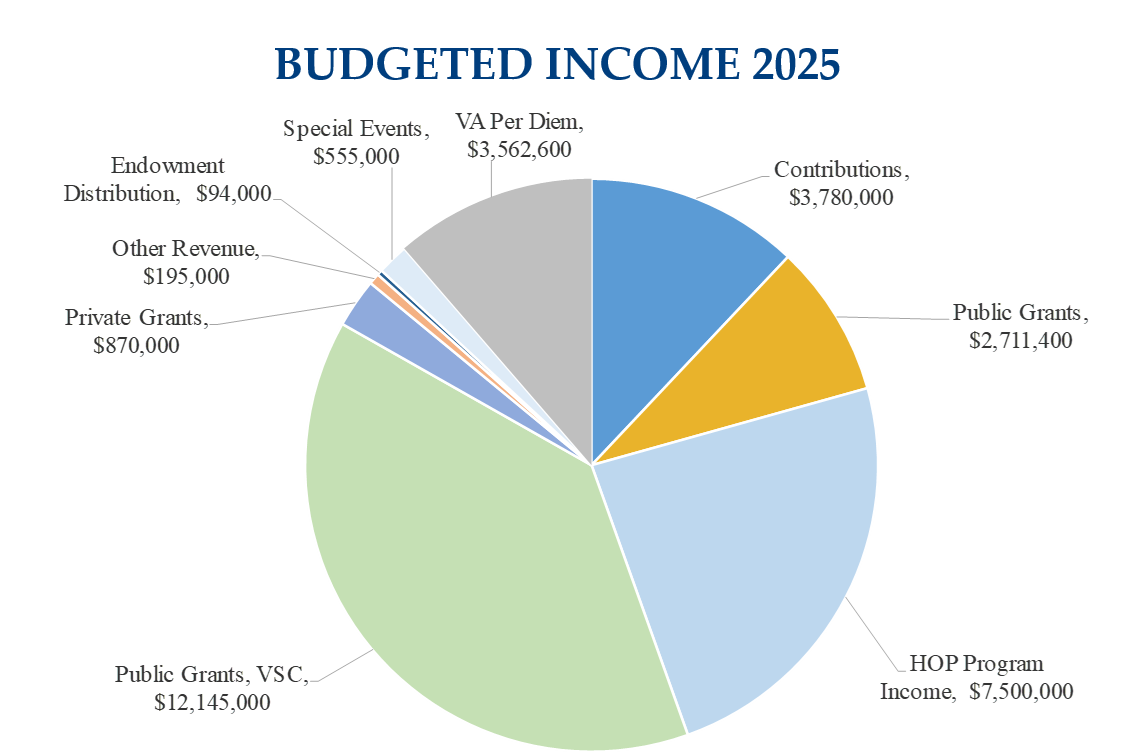 BUDGETED INCOME 2025
Special Events,
$555,000
VA Per Diem,
$3,562,600
Endowment
Distribution, $94,000
Contributions,
$3,780,000
Other Revenue,
$195,000
Private Grants,
$870,000
Public Grants,
$2,711,400
Public Grants, VSC,
$12,145,000
HOP Program
Income, $7,500,000